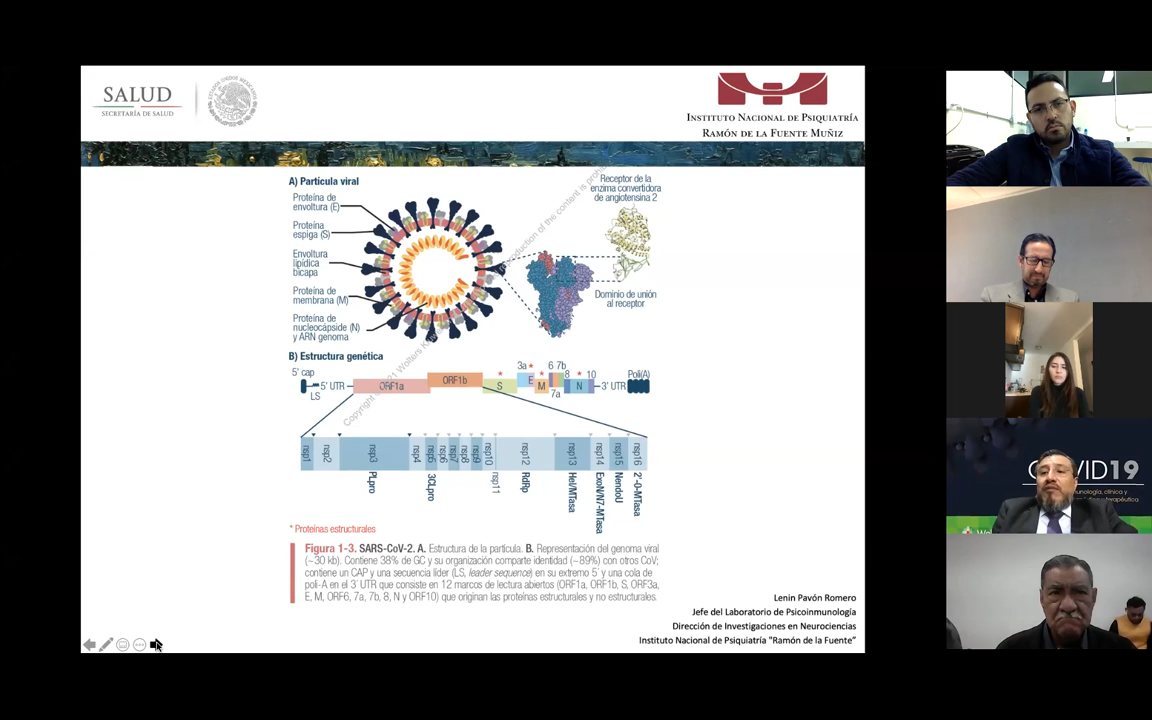 SALUD
SECRETARÍA DE SALUD
INSTITUTO NACIONAL DE PSIQUIATRÍA
RAMÓN DE LA FUENTE MUÑIZ
A) Partícula viral
Proteína de
envoltura (E)
Proteína
espiga (S)
Envoltura
lipídica
bicapa
Proteína de
membrana (M)
Proteína de
nucleocápside (N)
y ARN genoma
Receptor de la
enzima convertidora
de angiotensina 2
Dominio de unión
al receptor
B) Estructura genética
5' cap
LS
5' UTR
ORF1a
ORF1b
S
3a
E
M
6
7a
7b
8
N
10
3' UTR
Poli(A)
nsp1
nsp2
nsp3
nsp4
nsp5
nsp6
nsp7
nsp8
nsp9
nsp10
nsp11
nsp12
nsp13
nsp14
nsp15
nsp16
PLpro
3CLpro
RdRp
Hel/MTasa
ExoN/N7-MTasa
NendoU
2'-O-MTasa
* Proteínas estructurales
Figura 1-3. SARS-CoV-2. A. Estructura de la partícula. B. Representación del genoma viral
(~30 kb). Contiene 38% de GC y su organización comparte identidad (~89%) con otros CoV;
contiene un CAP y una secuencia líder (LS, leader sequence) en su extremo 5´ y una cola de
poli-A en el 3´ UTR que consiste en 12 marcos de lectura abiertos (ORF1a, ORF1b, S, ORF3a,
E, M, ORF6, 7a, 7b, 8, N y ORF10) que originan las proteínas estructurales y no estructurales.
Lenin Pavón Romero
Jefe del Laboratorio de Psicoinmunología
Dirección de Investigaciones en Neurociencias
Instituto Nacional de Psiquiatría "Ramón de la Fuente"
VID19
nunología, clínica y